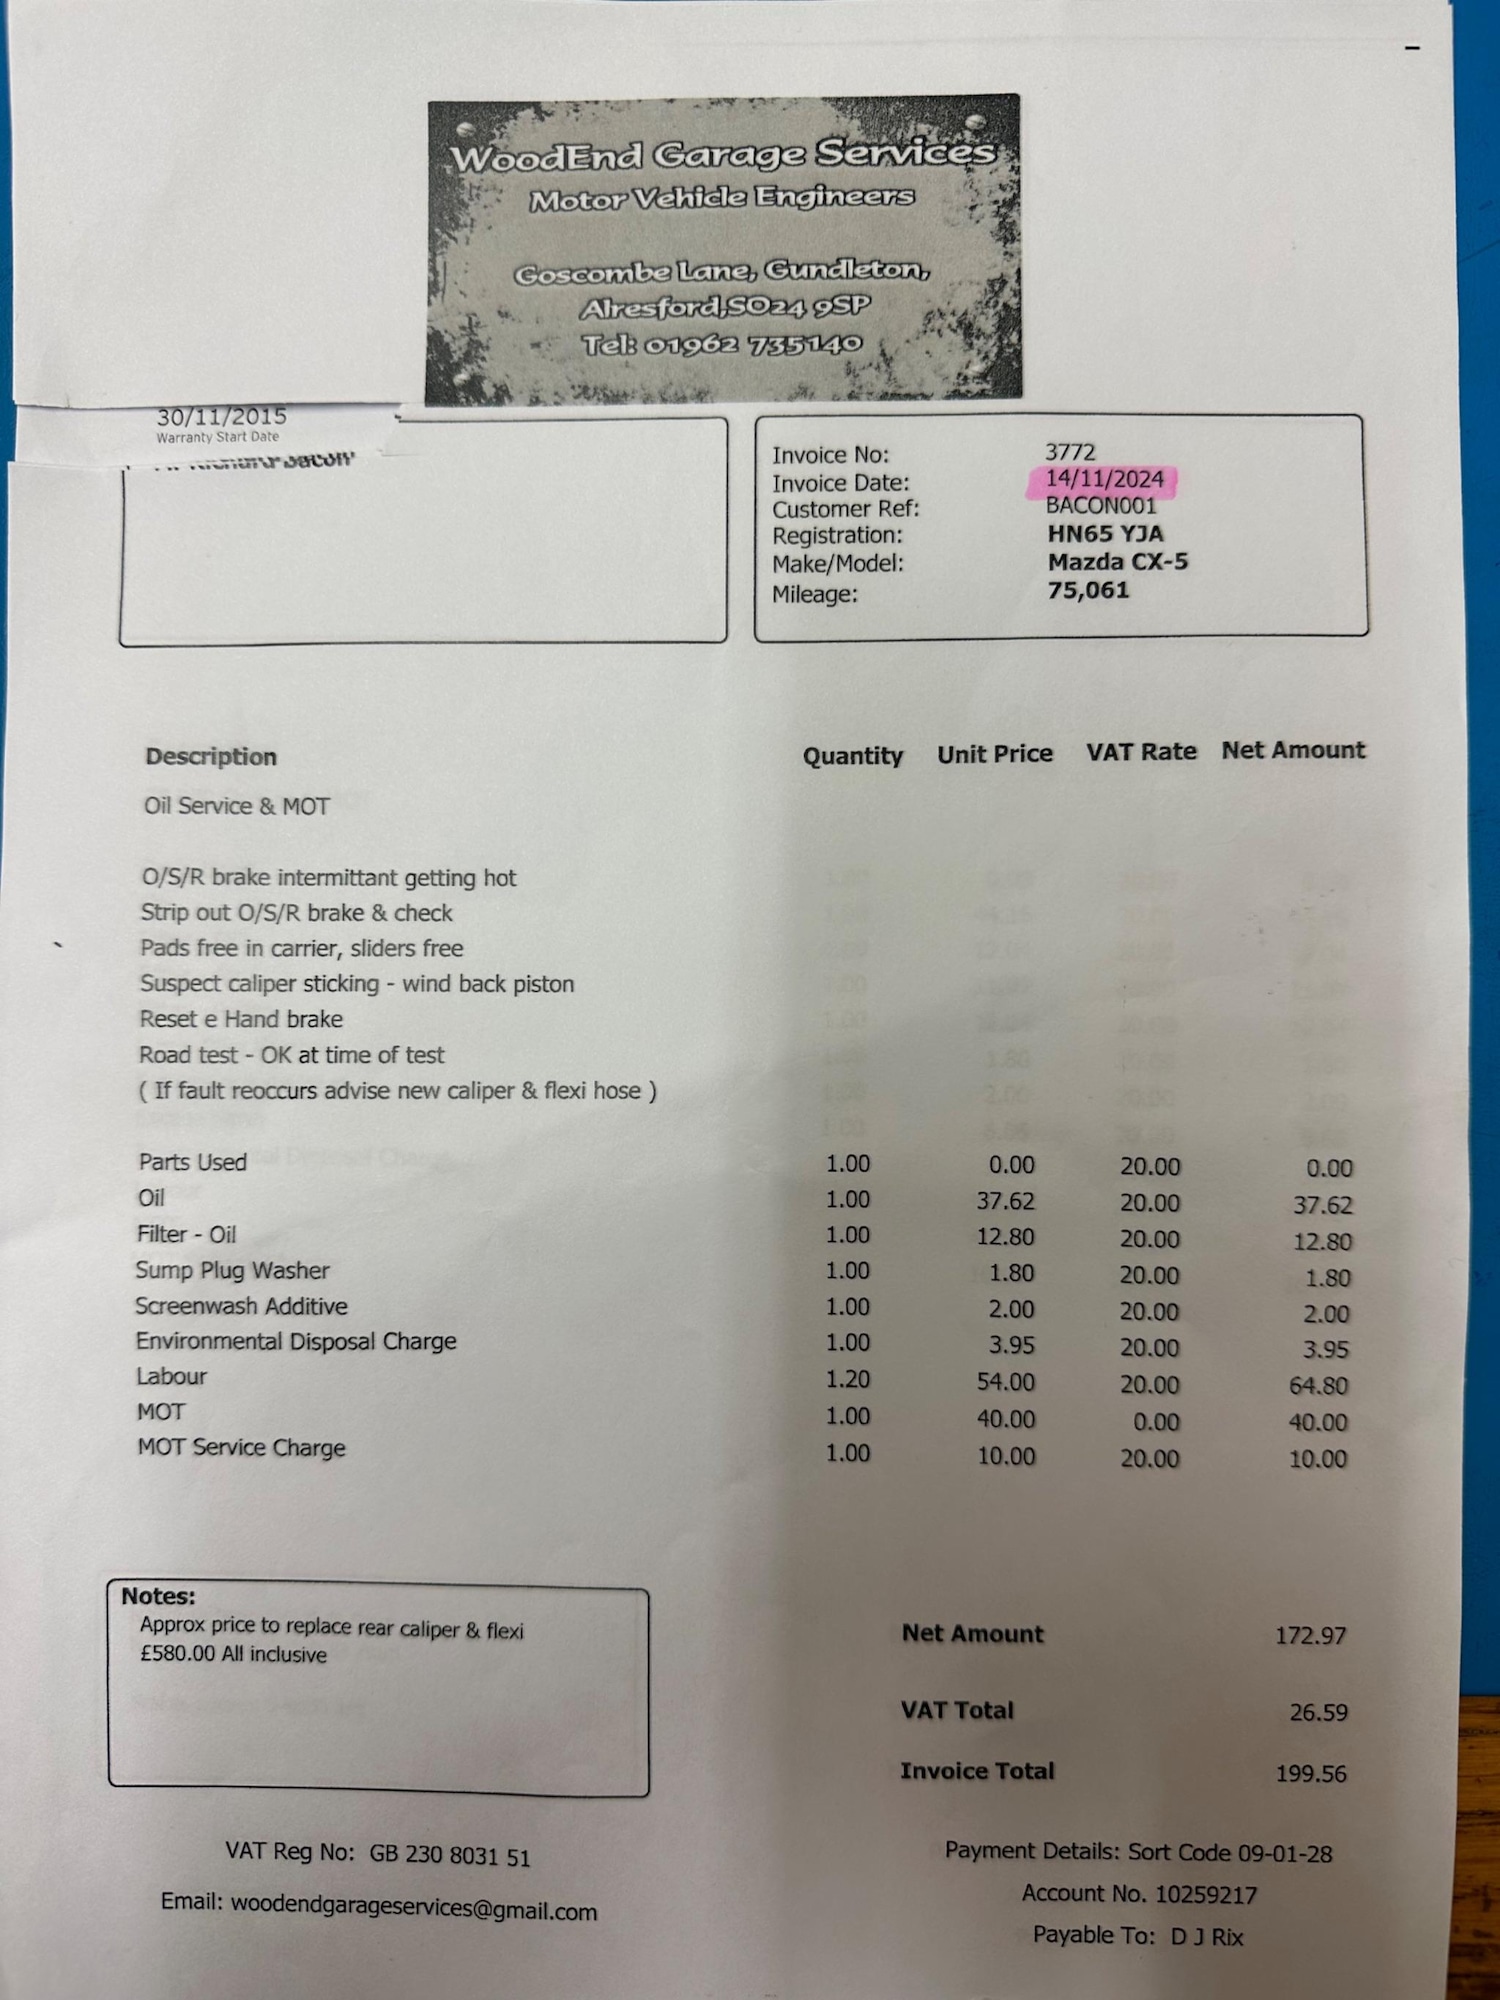 WoodEnd Garage Services
Motor Vehicle Engineers
Goscombe Lane, Gundleton,
Alresford,SO24 9SP
Tel: 01962 735140
30/11/2015
Warranty Start Date
Bacon
Invoice No: 3772
Invoice Date: 14/11/2024
Customer Ref: BACON001
Registration: HN65 YJA
Make/Model: Mazda CX-5
Mileage: 75,061
Description Quantity Unit Price VAT Rate Net Amount
Oil Service & MOT
O/S/R brake intermittant getting hot
Strip out O/S/R brake & check
Pads free in carrier, sliders free
Suspect caliper sticking - wind back piston
Reset e Hand brake
Road test - OK at time of test
( If fault reoccurs advise new caliper & flexi hose )
Parts Used 1.00 0.00 20.00 0.00
Oil 1.00 37.62 20.00 37.62
Filter - Oil 1.00 12.80 20.00 12.80
Sump Plug Washer 1.00 1.80 20.00 1.80
Screenwash Additive 1.00 2.00 20.00 2.00
Environmental Disposal Charge 1.00 3.95 20.00 3.95
Labour 1.20 54.00 20.00 64.80
MOT 1.00 40.00 0.00 40.00
MOT Service Charge 1.00 10.00 20.00 10.00
Notes:
Approx price to replace rear caliper & flexi
£580.00 All inclusive
Net Amount 172.97
VAT Total 26.59
Invoice Total 199.56
VAT Reg No: GB 230 8031 51
Email: woodendgarageservices@gmail.com
Payment Details: Sort Code 09-01-28
Account No. 10259217
Payable To: D J Rix